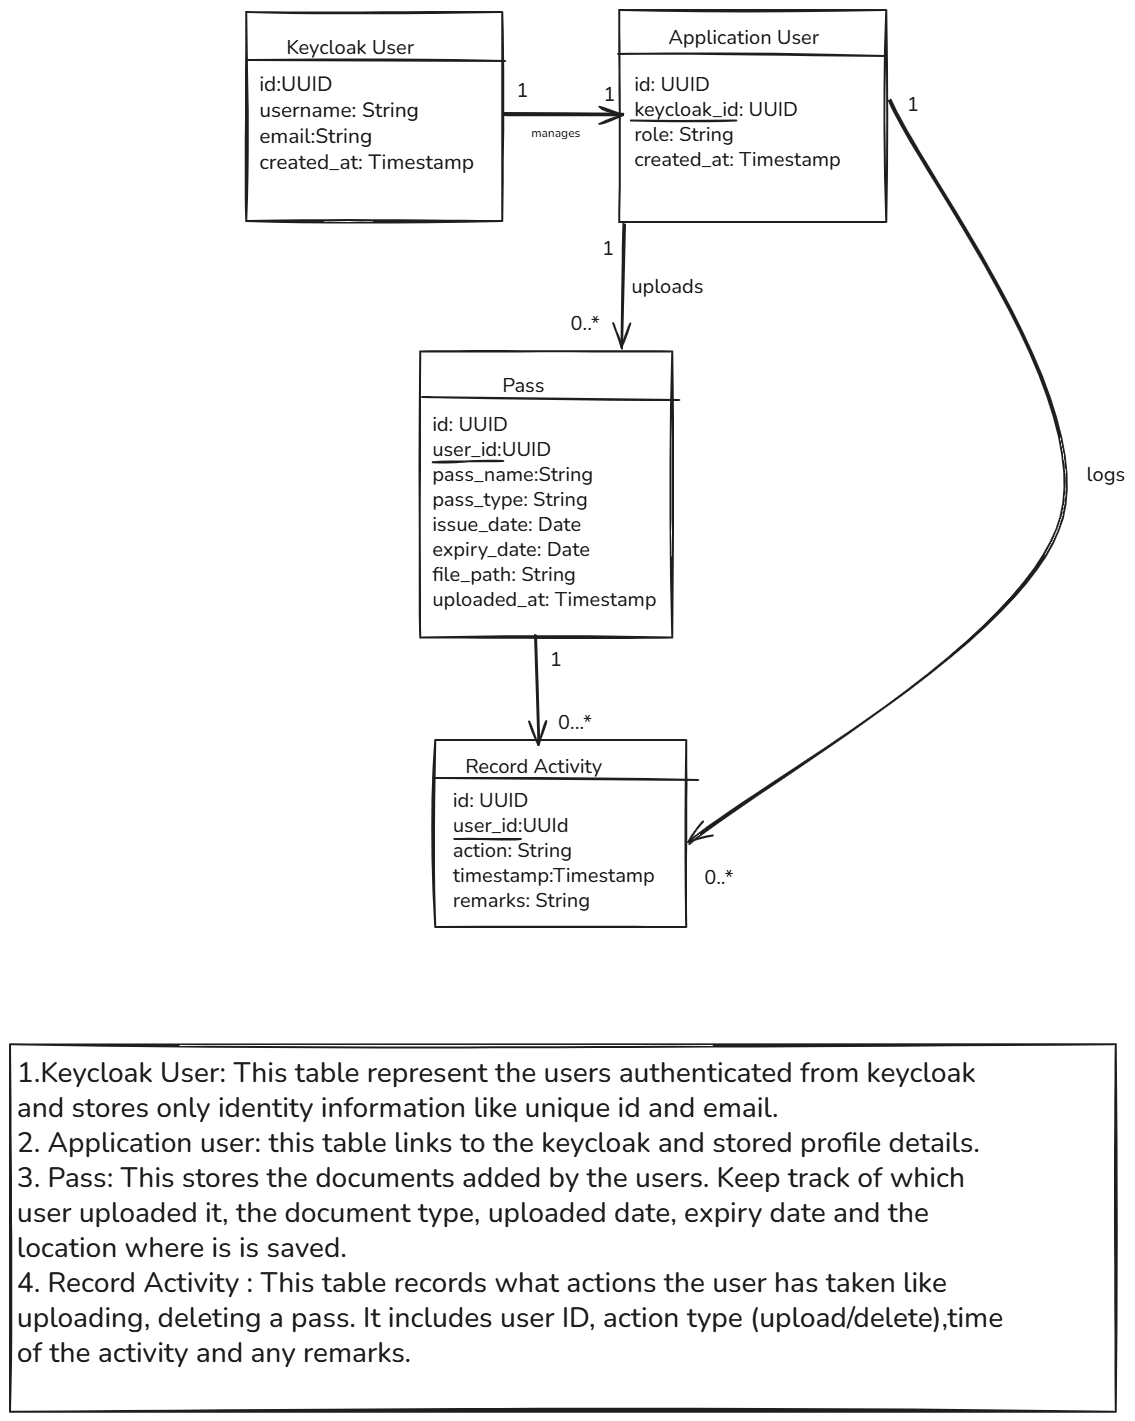 Keycloak User
id:UUID
username: String
email:String
created_at: Timestamp
1
1
manages
Application User
id: UUID
keycloak_id: UUID
role: String
created_at: Timestamp
1
1
uploads
0..*
logs
Pass
id: UUID
user_id:UUID
pass_name:String
pass_type: String
issue_date: Date
expiry_date: Date
file_path: String
uploaded_at: Timestamp
1
0...*
Record Activity
id: UUID
user_id:UUId
action: String
timestamp:Timestamp
remarks: String
0..*
1.Keycloak User: This table represent the users authenticated from keycloak
and stores only identity information like unique id and email.
2. Application user: this table links to the keycloak and stored profile details.
3. Pass: This stores the documents added by the users. Keep track of which
user uploaded it, the document type, uploaded date, expiry date and the
location where is is saved.
4. Record Activity : This table records what actions the user has taken like
uploading, deleting a pass. It includes user ID, action type (upload/delete),time
of the activity and any remarks.